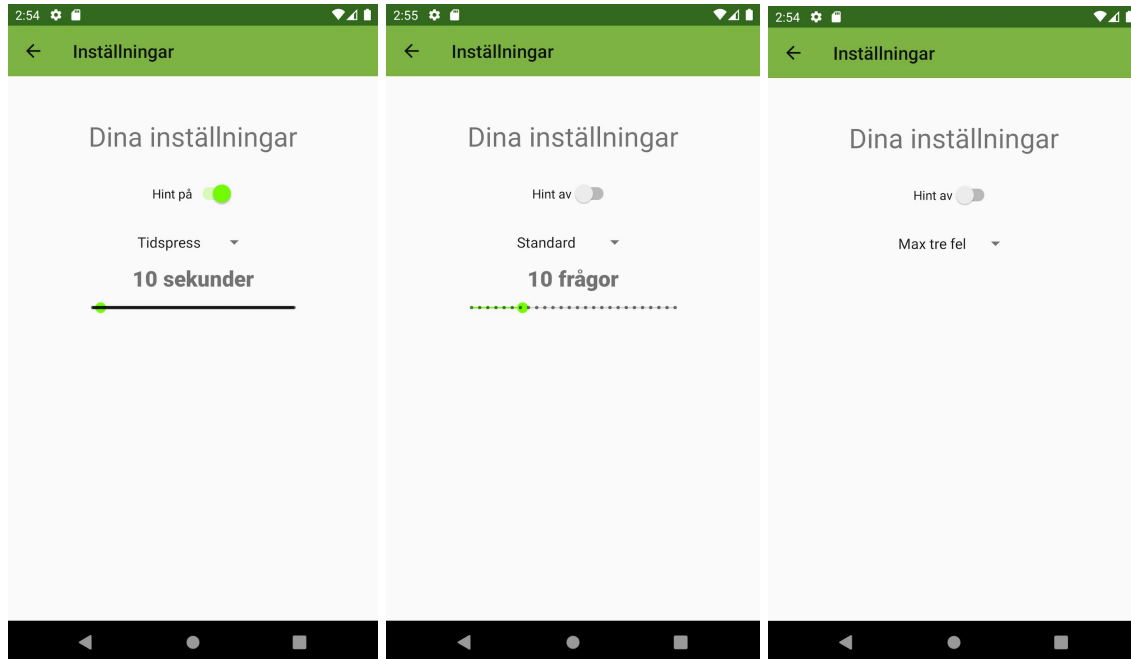 2:54
Inställningar
Dina inställningar
Hint på
Tidspress
10 sekunder
2:55
Inställningar
Dina inställningar
Hint av
Standard
10 frågor
2:54
Inställningar
Dina inställningar
Hint av
Max tre fel